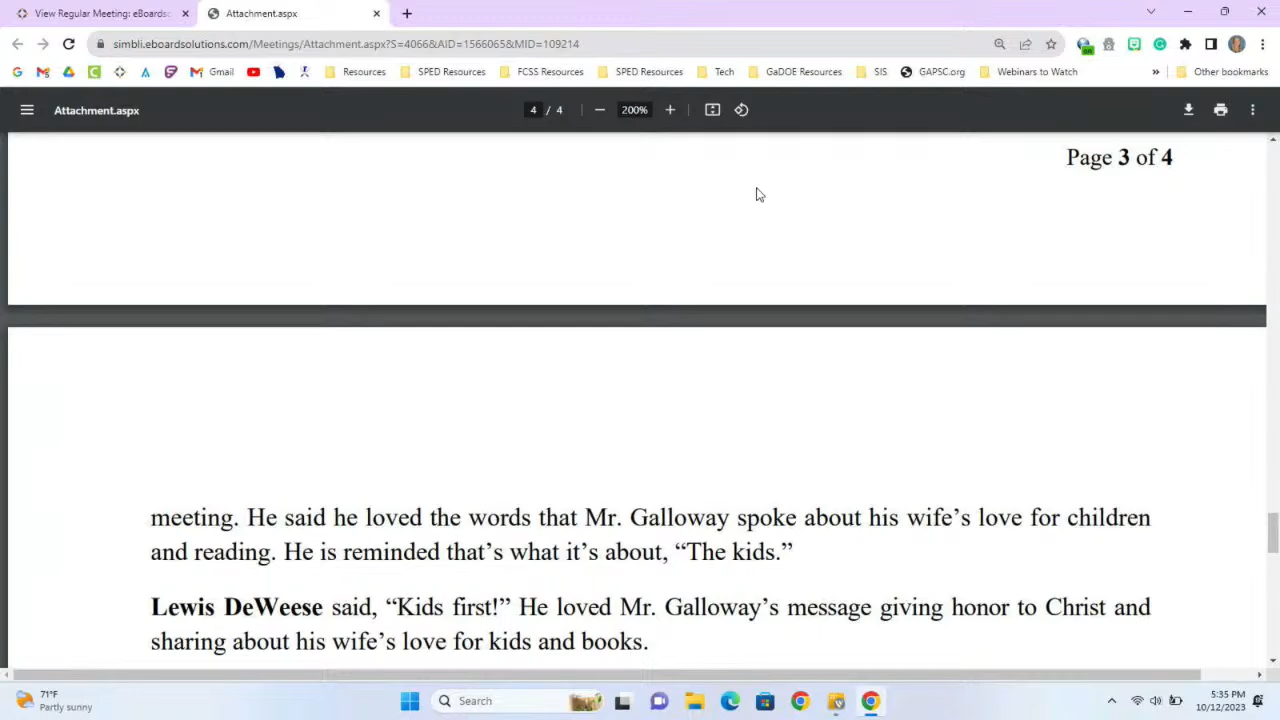 View Regular Meeting: eBoardso
Attachment.aspx
simbli.eboardsolutions.com/Meetings/Attachment.aspx?S=4066&AID=1569065&MID=109214
Gmail
Resources
SPED Resources
FCSS Resources
SPED Resources
Tech
GaDOE Resources
SIS
GAPSC.org
Webinars to Watch
»
Other bookmarks
Attachment.aspx
4 / 4
200%
Page 3 of 4
meeting. He said he loved the words that Mr. Galloway spoke about his wife’s love for children
and reading. He is reminded that’s what it’s about, “The kids.”
Lewis DeWeese said, “Kids first!” He loved Mr. Galloway’s message giving honor to Christ and
sharing about his wife’s love for kids and books.
71°F
Partly sunny
Search
5:35 PM
10/12/2023